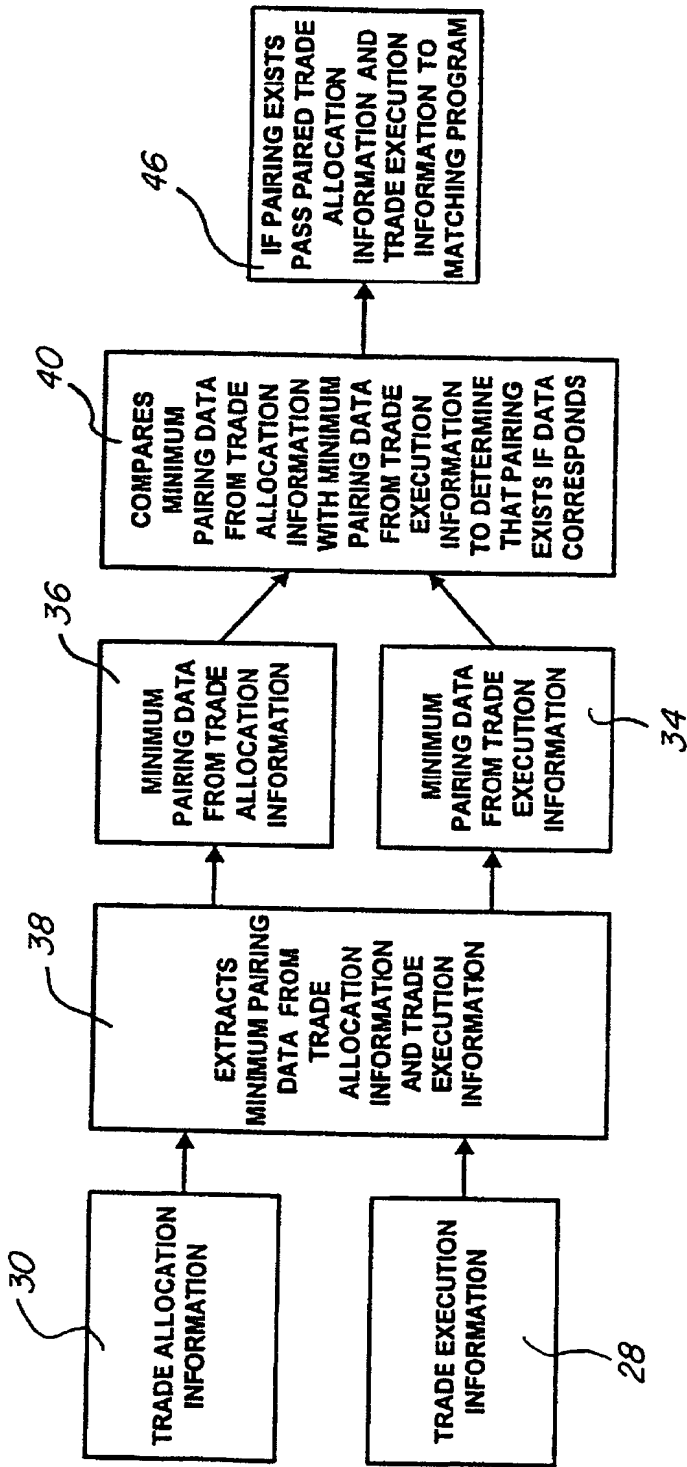 30
TRADE ALLOCATION
INFORMATION
TRADE EXECUTION
INFORMATION
28
38
EXTRACTS
MINIMUM PAIRING
DATA FROM
TRADE
ALLOCATION
INFORMATION
AND TRADE
EXECUTION
INFORMATION
36
MINIMUM
PAIRING DATA
FROM TRADE
ALLOCATION
INFORMATION
MINIMUM
PAIRING DATA
FROM TRADE
EXECUTION
INFORMATION
34
40
COMPARES
MINIMUM
PAIRING DATA
FROM TRADE
ALLOCATION
INFORMATION
WITH MINIMUM
PAIRING DATA
FROM TRADE
EXECUTION
INFORMATION
TO DETERMINE
THAT PAIRING
EXISTS IF DATA
CORRESPONDS
46
IF PAIRING EXISTS
PASS PAIRED TRADE
ALLOCATION
INFORMATION AND
TRADE EXECUTION
INFORMATION TO
MATCHING PROGRAM